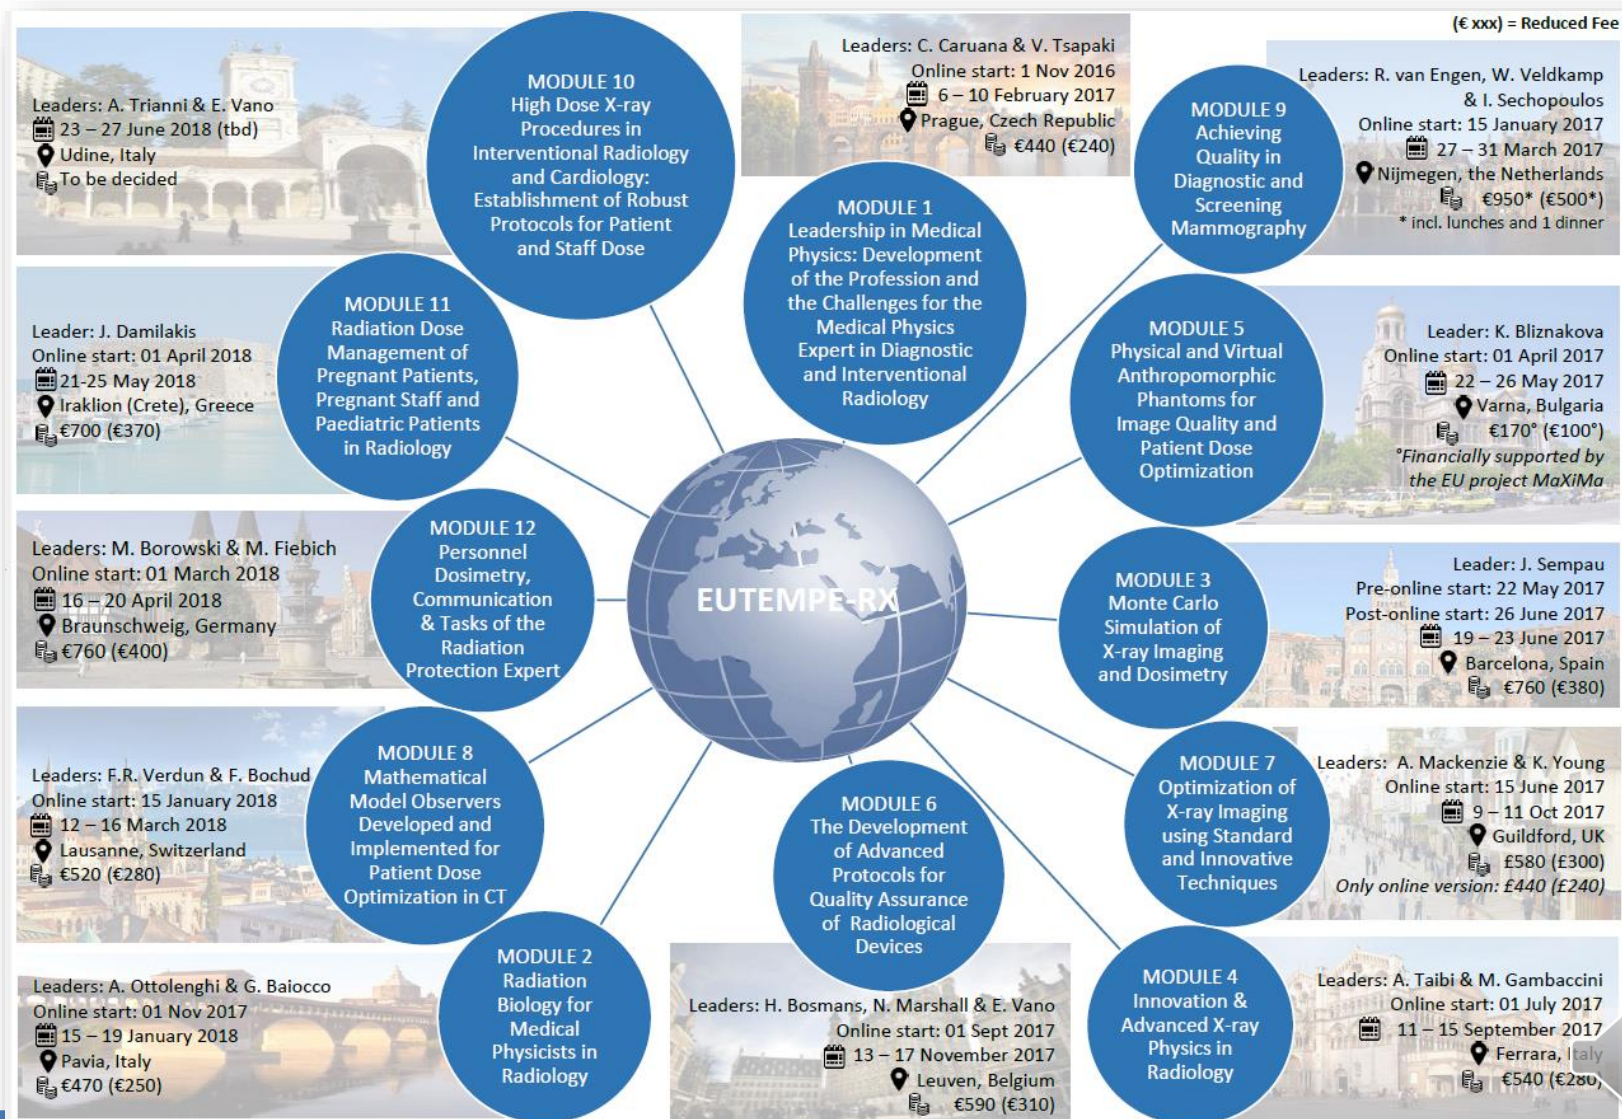 (€ xxx) = Reduced Fee
Leaders: A. Trianni & E. Vano
23 – 27 June 2018 (tbd)
Udine, Italy
To be decided
MODULE 10
High Dose X-ray
Procedures in
Interventional Radiology
and Cardiology:
Establishment of Robust
Protocols for Patient
and Staff Dose
Leaders: C. Caruana & V. Tsapaki
Online start: 1 Nov 2016
6 – 10 February 2017
Prague, Czech Republic
€440 (€240)
MODULE 1
Leadership in Medical
Physics: Development
of the Profession and
the Challenges for the
Medical Physics
Expert in Diagnostic
and Interventional
Radiology
MODULE 9
Achieving
Quality in
Diagnostic and
Screening
Mammography
Leaders: R. van Engen, W. Veldkamp
& I. Sechopoulos
Online start: 15 January 2017
27 – 31 March 2017
Nijmegen, the Netherlands
€950* (€500*)
* incl. lunches and 1 dinner
Leader: J. Damilakis
Online start: 01 April 2018
21-25 May 2018
Iraklion (Crete), Greece
€700 (€370)
MODULE 11
Radiation Dose
Management of
Pregnant Patients,
Pregnant Staff and
Paediatric Patients
in Radiology
MODULE 5
Physical and Virtual
Anthropomorphic
Phantoms for
Image Quality and
Patient Dose
Optimization
Leader: K. Bliznakova
Online start: 01 April 2017
22 – 26 May 2017
Varna, Bulgaria
€170° (€100°)
°Financially supported by
the EU project MaXiMa
Leaders: M. Borowski & M. Fiebich
Online start: 01 March 2018
16 – 20 April 2018
Braunschweig, Germany
€760 (€400)
MODULE 12
Personnel
Dosimetry,
Communication
& Tasks of the
Radiation
Protection Expert
EUTEMPE-RX
MODULE 3
Monte Carlo
Simulation of
X-ray Imaging
and Dosimetry
Leader: J. Sempau
Pre-online start: 22 May 2017
Post-online start: 26 June 2017
19 – 23 June 2017
Barcelona, Spain
€760 (€380)
Leaders: F.R. Verdun & F. Bochud
Online start: 15 January 2018
12 – 16 March 2018
Lausanne, Switzerland
€520 (€280)
MODULE 8
Mathematical
Model Observers
Developed and
Implemented for
Patient Dose
Optimization in CT
MODULE 7
Optimization of
X-ray Imaging
using Standard
and Innovative
Techniques
Leaders: A. Mackenzie & K. Young
Online start: 15 June 2017
9 – 11 Oct 2017
Guildford, UK
£580 (£300)
Only online version: £440 (£240)
Leaders: A. Ottolenghi & G. Baiocco
Online start: 01 Nov 2017
15 – 19 January 2018
Pavia, Italy
€470 (€250)
MODULE 2
Radiation
Biology for
Medical
Physicists in
Radiology
MODULE 6
The Development
of Advanced
Protocols for
Quality Assurance
of Radiological
Devices
Leaders: H. Bosmans, N. Marshall & E. Vano
Online start: 01 Sept 2017
13 – 17 November 2017
Leuven, Belgium
€590 (€310)
MODULE 4
Innovation &
Advanced X-ray
Physics in
Radiology
Leaders: A. Taibi & M. Gambaccini
Online start: 01 July 2017
11 – 15 September 2017
Ferrara, Italy
€540 (€280)